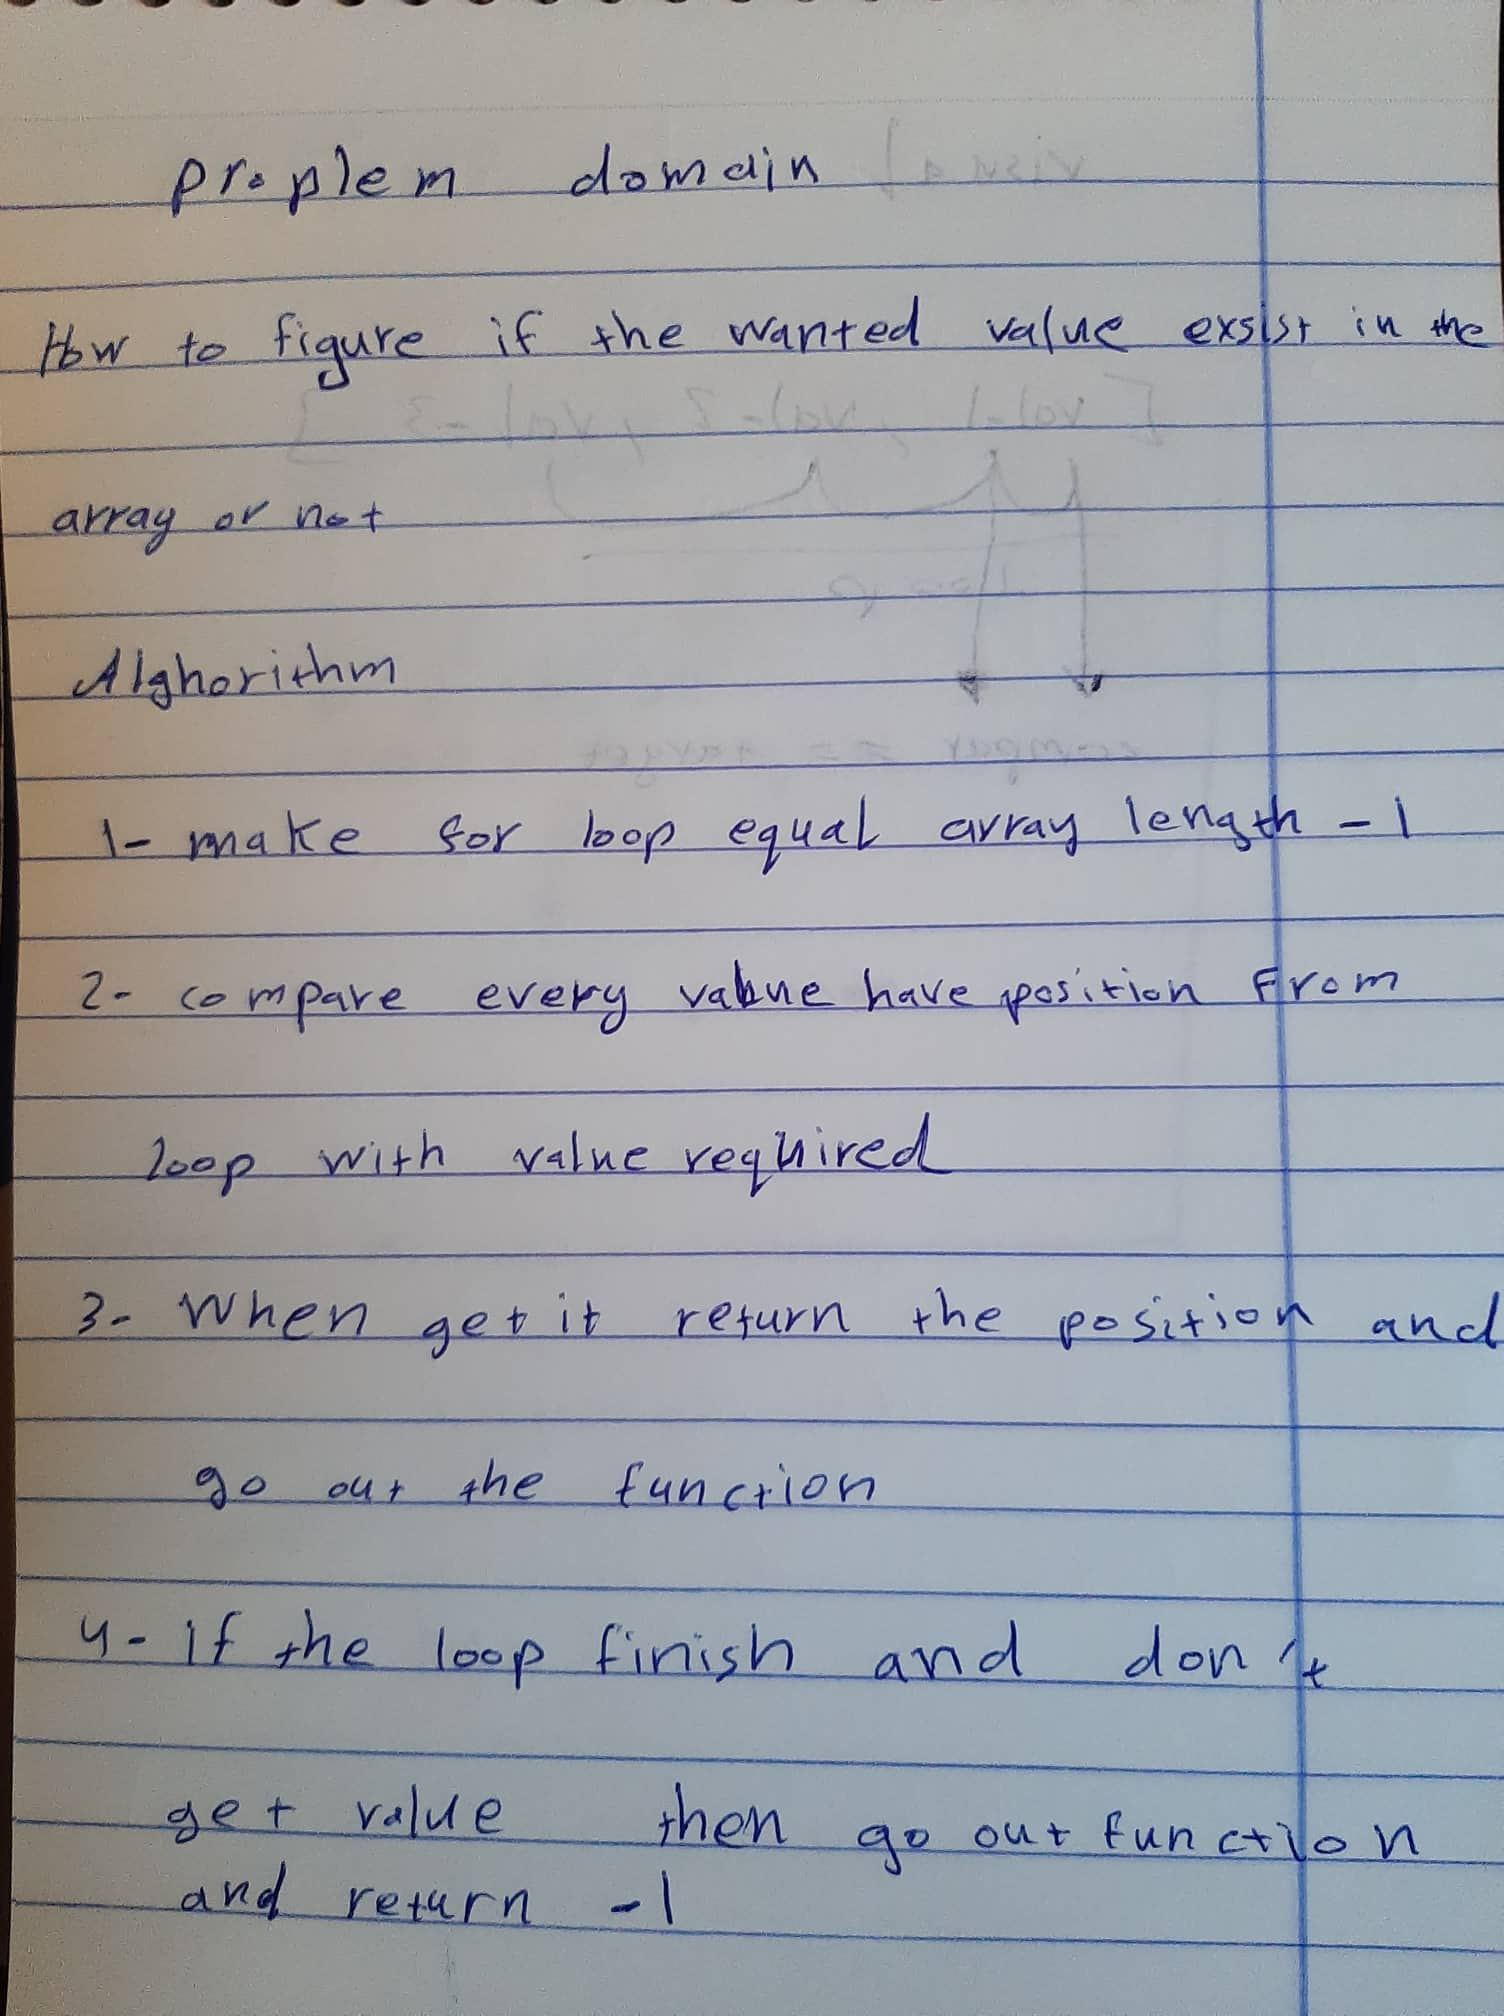 proplem domain
How to figure if the wanted value exsist in the
array or not
Alghorithm
1- make for loop equal array length - 1
2- compare every value have position From
loop with value required
3- When get it return the position and
go out the function
4- if the loop finish and don't
get value then go out function
and return -1